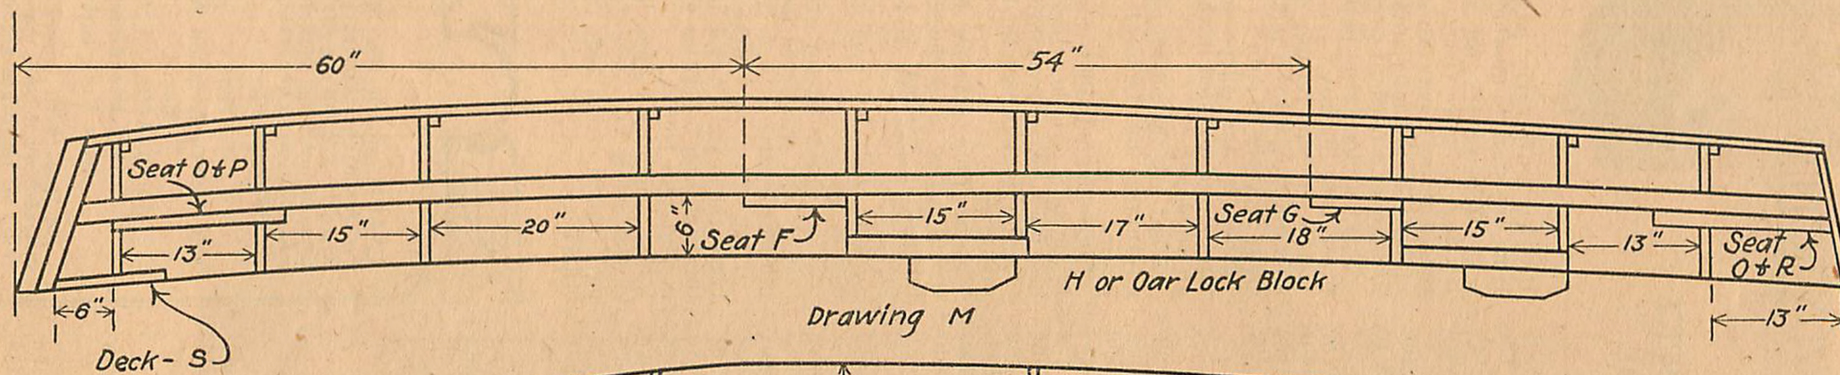 60" 54"
Seat O&P
13" 15" 20" 6" Seat F 15" 17" Seat G 18" 15" 13" Seat O&R
H or Oar Lock Block
6" 13"
Drawing M
Deck - S